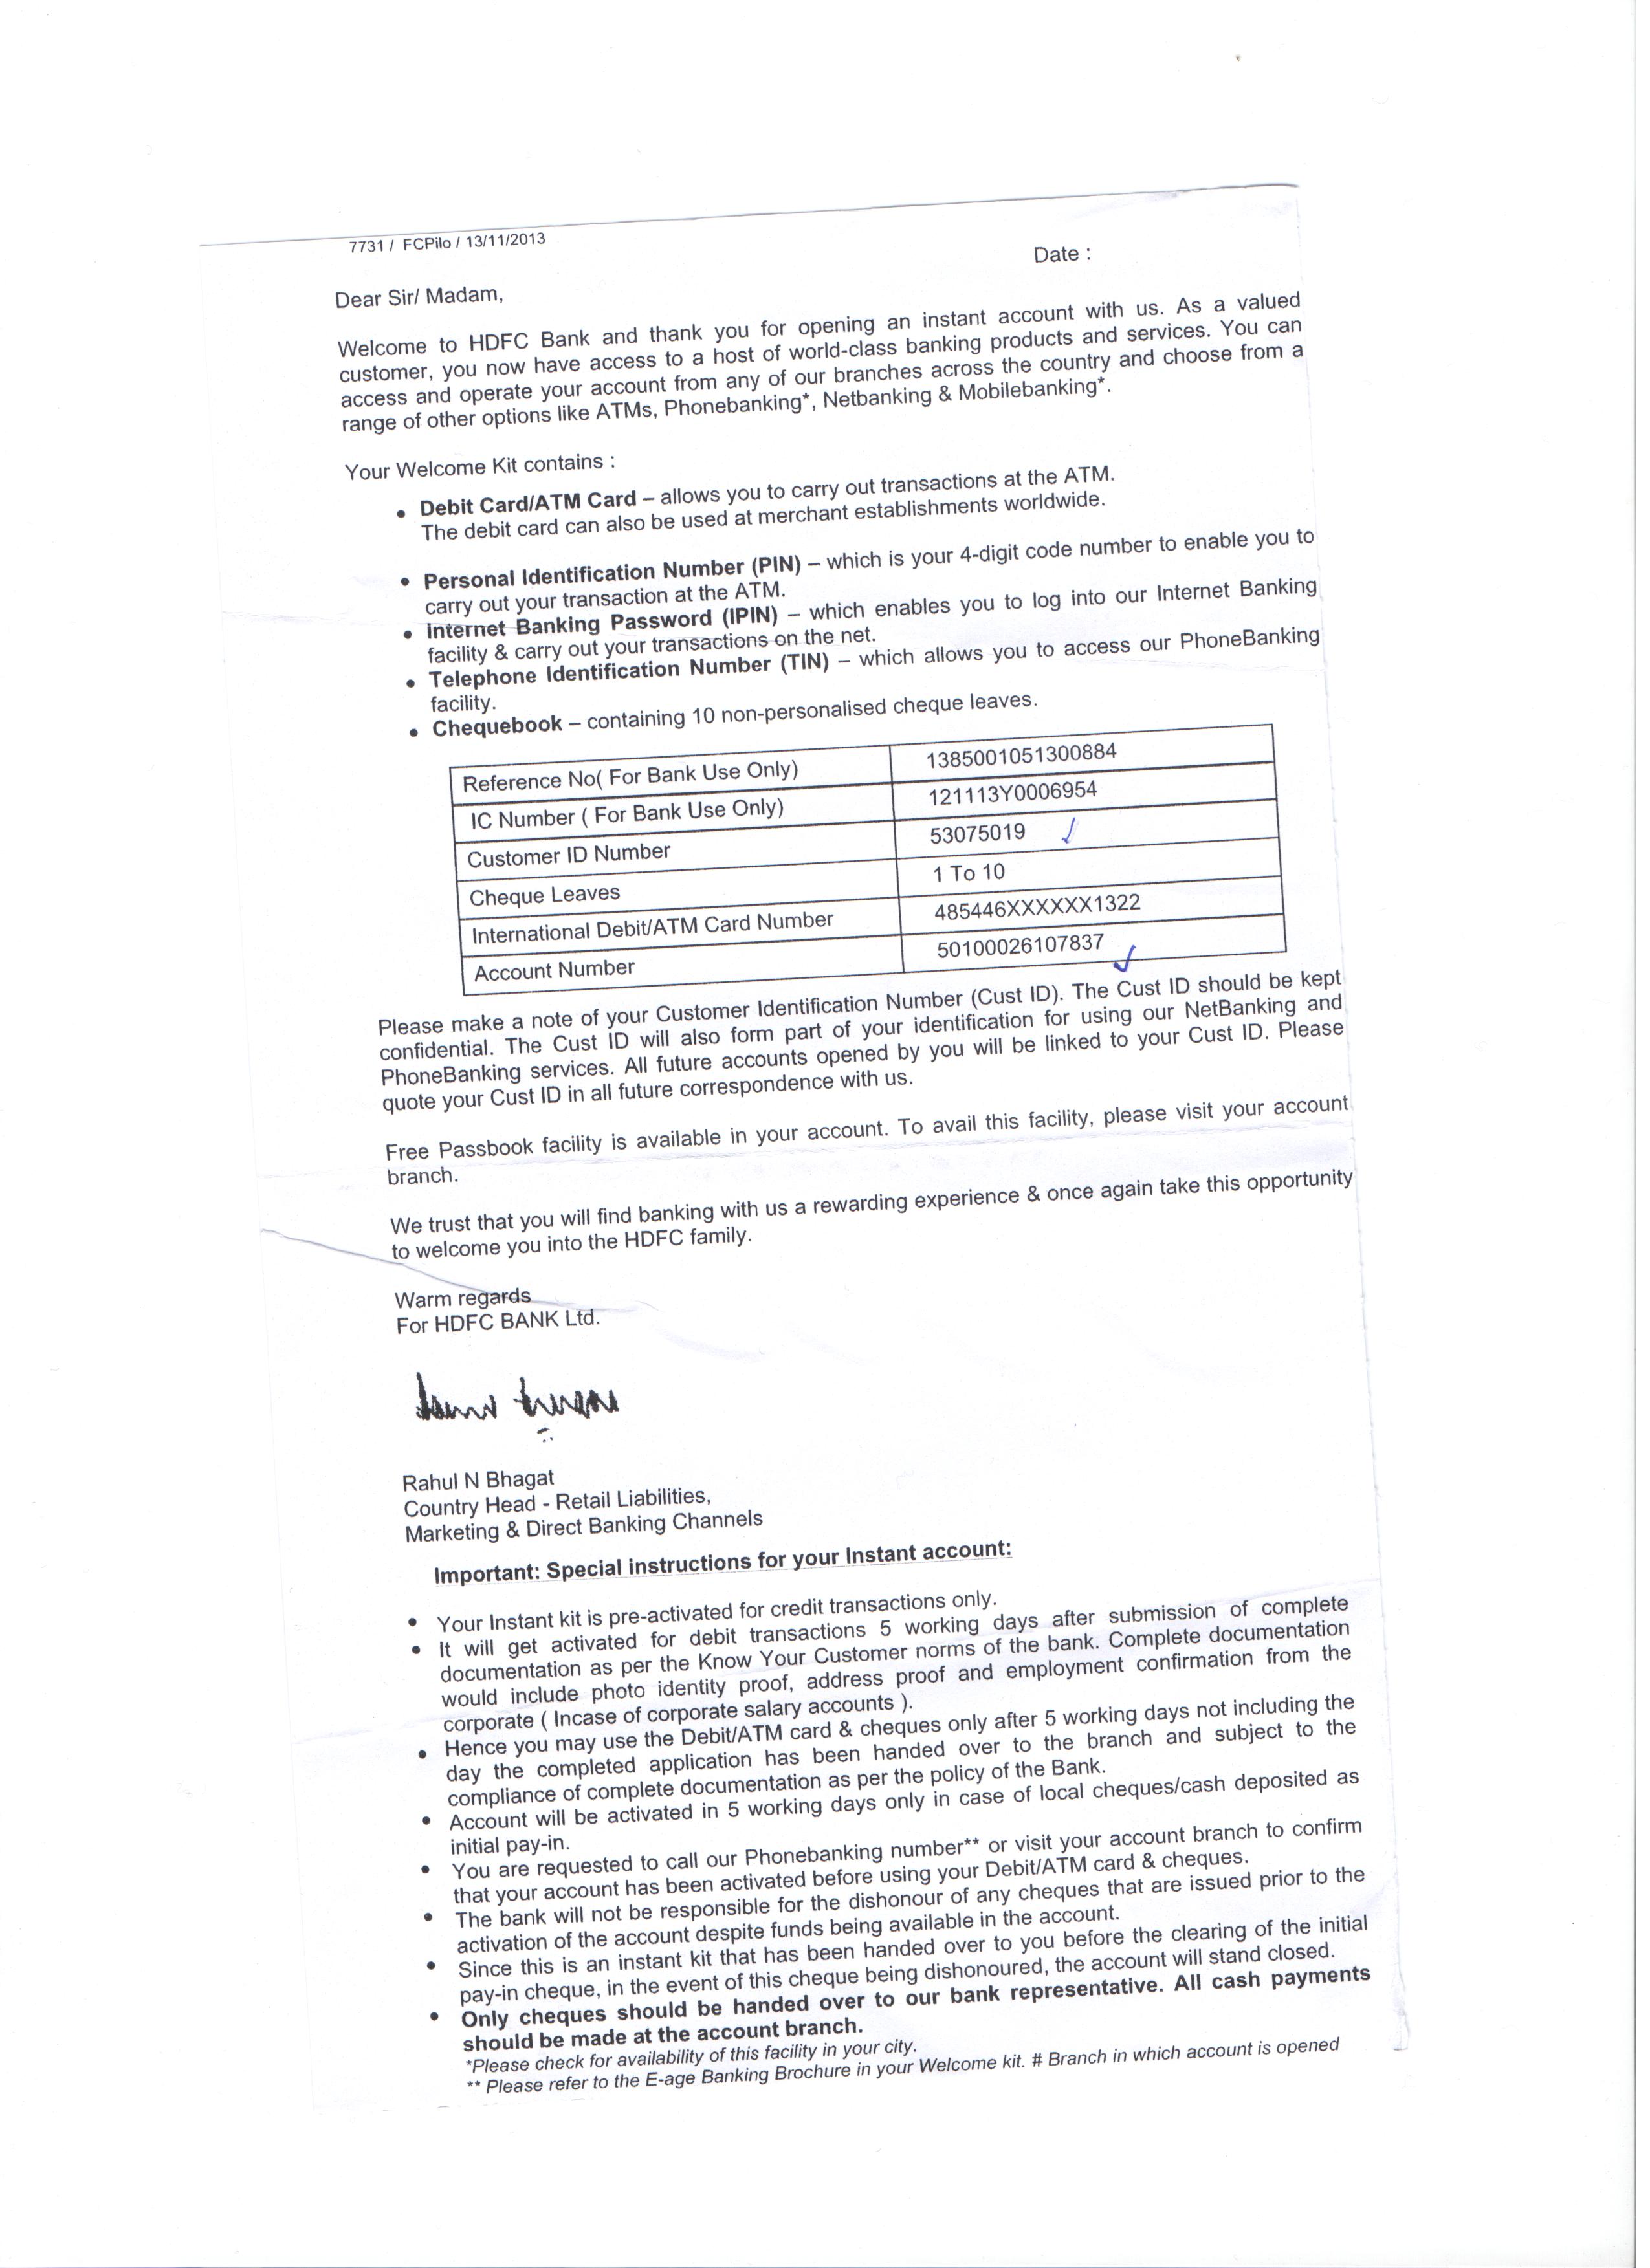 7731 / FCPilo / 13/11/2013
Date :
Dear Sir/ Madam,
Welcome to HDFC Bank and thank you for opening an instant account with us. As a valued
customer, you now have access to a host of world-class banking products and services. You can
access and operate your account from any of our branches across the country and choose from a
range of other options like ATMs, Phonebanking*, Netbanking & Mobilebanking*.
Your Welcome Kit contains :
• Debit Card/ATM Card – allows you to carry out transactions at the ATM.
The debit card can also be used at merchant establishments worldwide.
• Personal Identification Number (PIN) – which is your 4-digit code number to enable you to
carry out your transaction at the ATM.
• Internet Banking Password (IPIN) – which enables you to log into our Internet Banking
facility & carry out your transactions on the net.
• Telephone Identification Number (TIN) – which allows you to access our PhoneBanking
facility.
• Chequebook – containing 10 non-personalised cheque leaves.
Reference No( For Bank Use Only) 1385001051300884
IC Number ( For Bank Use Only) 121113Y0006954
Customer ID Number 53075019
Cheque Leaves 1 To 10
International Debit/ATM Card Number 485446XXXXXX1322
Account Number 50100026107837
Please make a note of your Customer Identification Number (Cust ID). The Cust ID should be kept
confidential. The Cust ID will also form part of your identification for using our NetBanking and
PhoneBanking services. All future accounts opened by you will be linked to your Cust ID. Please
quote your Cust ID in all future correspondence with us.
Free Passbook facility is available in your account. To avail this facility, please visit your account
branch.
We trust that you will find banking with us a rewarding experience & once again take this opportunity
to welcome you into the HDFC family.
Warm regards
For HDFC BANK Ltd.
Rahul N Bhagat
Country Head - Retail Liabilities,
Marketing & Direct Banking Channels
Important: Special instructions for your Instant account:
• Your Instant kit is pre-activated for credit transactions only.
• It will get activated for debit transactions 5 working days after submission of complete
documentation as per the Know Your Customer norms of the bank. Complete documentation
would include photo identity proof, address proof and employment confirmation from the
corporate ( Incase of corporate salary accounts ).
• Hence you may use the Debit/ATM card & cheques only after 5 working days not including the
day the completed application has been handed over to the branch and subject to the
compliance of complete documentation as per the policy of the Bank.
• Account will be activated in 5 working days only in case of local cheques/cash deposited as
initial pay-in.
• You are requested to call our Phonebanking number** or visit your account branch to confirm
that your account has been activated before using your Debit/ATM card & cheques.
• The bank will not be responsible for the dishonour of any cheques that are issued prior to the
activation of the account despite funds being available in the account.
• Since this is an instant kit that has been handed over to you before the clearing of the initial
pay-in cheque, in the event of this cheque being dishonoured, the account will stand closed.
• Only cheques should be handed over to our bank representative. All cash payments
should be made at the account branch.
*Please check for availability of this facility in your city.
** Please refer to the E-age Banking Brochure in your Welcome kit. # Branch in which account is opened